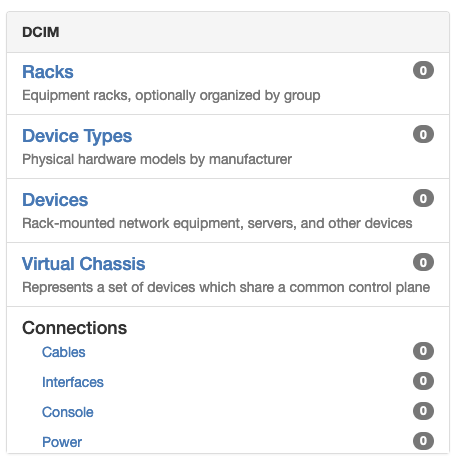 DCIM
Racks 0
Equipment racks, optionally organized by group
Device Types 0
Physical hardware models by manufacturer
Devices 0
Rack-mounted network equipment, servers, and other devices
Virtual Chassis 0
Represents a set of devices which share a common control plane
Connections
Cables 0
Interfaces 0
Console 0
Power 0